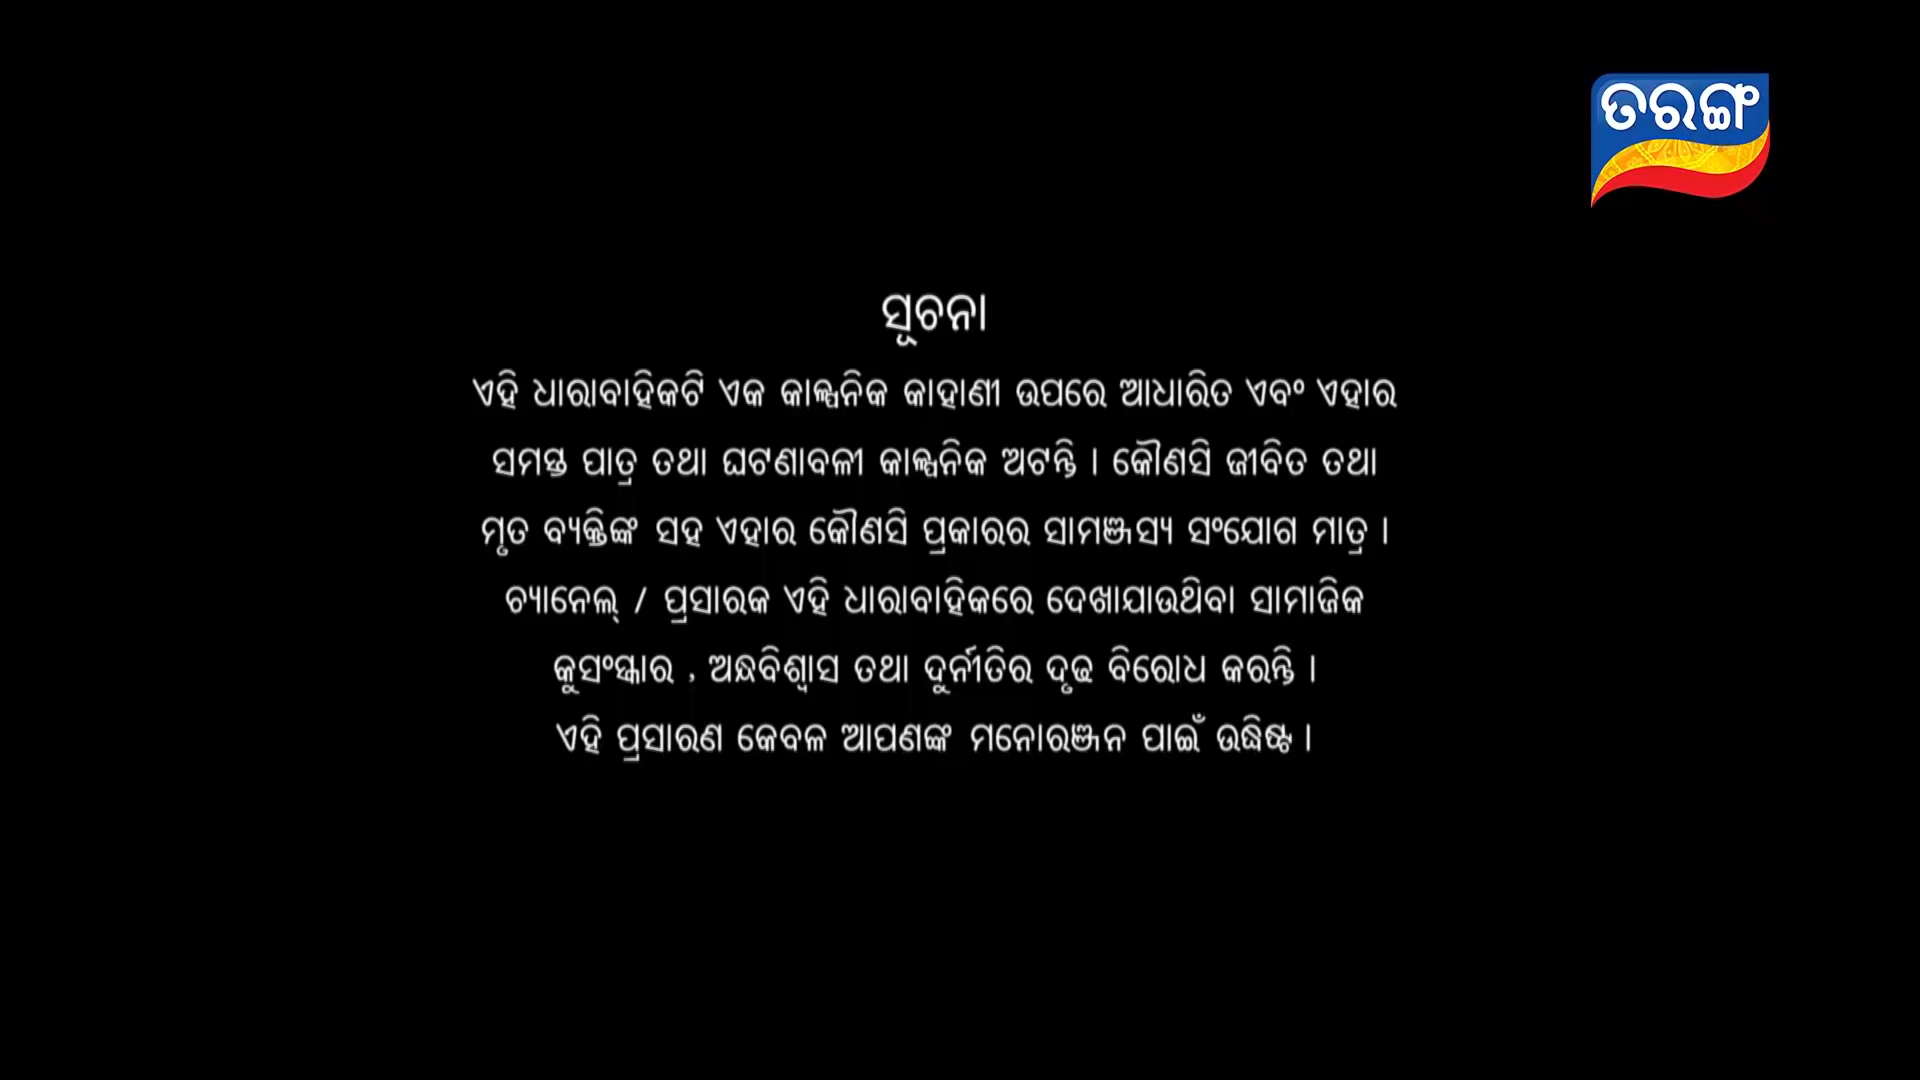 ତରଙ୍ଗ
ସୂଚନା
ଏହି ଧାରାବାହିକଟି ଏକ କାଳ୍ପନିକ କାହାଣୀ ଉପରେ ଆଧାରିତ ଏବଂ ଏହାର
ସମସ୍ତ ପାତ୍ର ତଥା ଘଟଣାବଳୀ କାଳ୍ପନିକ ଅଟନ୍ତି । କୌଣସି ଜୀବିତ ତଥା
ମୃତ ବ୍ୟକ୍ତିଙ୍କ ସହ ଏହାର କୌଣସି ପ୍ରକାରର ସାମଞ୍ଜସ୍ୟ ସଂଯୋଗ ମାତ୍ର ।
ଚ୍ୟାନେଲ୍ / ପ୍ରସାରକ ଏହି ଧାରାବାହିକରେ ଦେଖାଯାଉଥିବା ସାମାଜିକ
କୁସଂସ୍କାର , ଅନ୍ଧବିଶ୍ୱାସ ତଥା ଦୁର୍ନୀତିର ଦୃଢ ବିରୋଧ କରନ୍ତି ।
ଏହି ପ୍ରସାରଣ କେବଳ ଆପଣଙ୍କ ମନୋରଞ୍ଜନ ପାଇଁ ଉଦ୍ଧିଷ୍ଟ ।